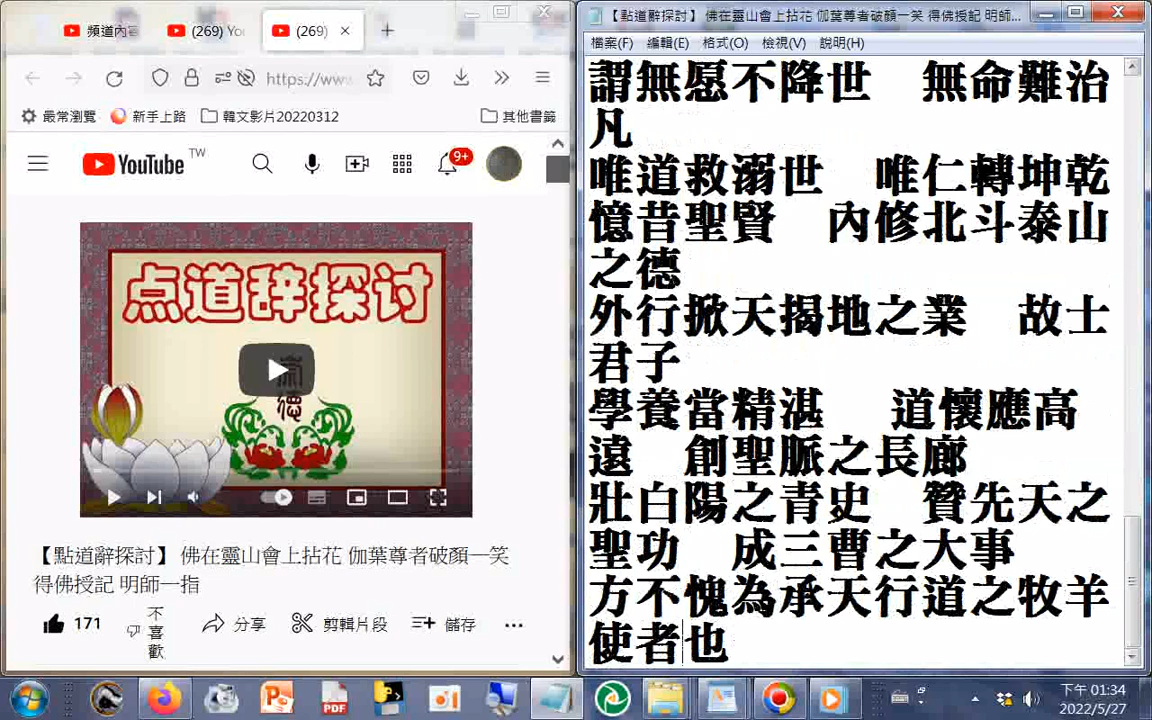 頻道內容
(269) You
(269)
https://www
最常瀏覽
新手上路
韓文影片20220312
其他書籤
YouTube TW
9+
点道辞探讨
崇德
【點道辭探討】 佛在靈山會上拈花 伽葉尊者破顏一笑
得佛授記 明師一指
171
不喜歡
分享
剪輯片段
儲存
【點道辭探討】 佛在靈山會上拈花 伽葉尊者破顏一笑 得佛授記 明師...
檔案(F) 編輯(E) 格式(O) 檢視(V) 說明(H)
謂無愿不降世 無命難治
凡
唯道救溺世 唯仁轉坤乾
憶昔聖賢 內修北斗泰山
之德
外行掀天揭地之業 故士
君子
學養當精湛 道懷應高
遠 創聖脈之長廊
壯白陽之青史 贊先天之
聖功 成三曹之大事
方不愧為承天行道之牧羊
使者也
PDF
下午 01:34
2022/5/27